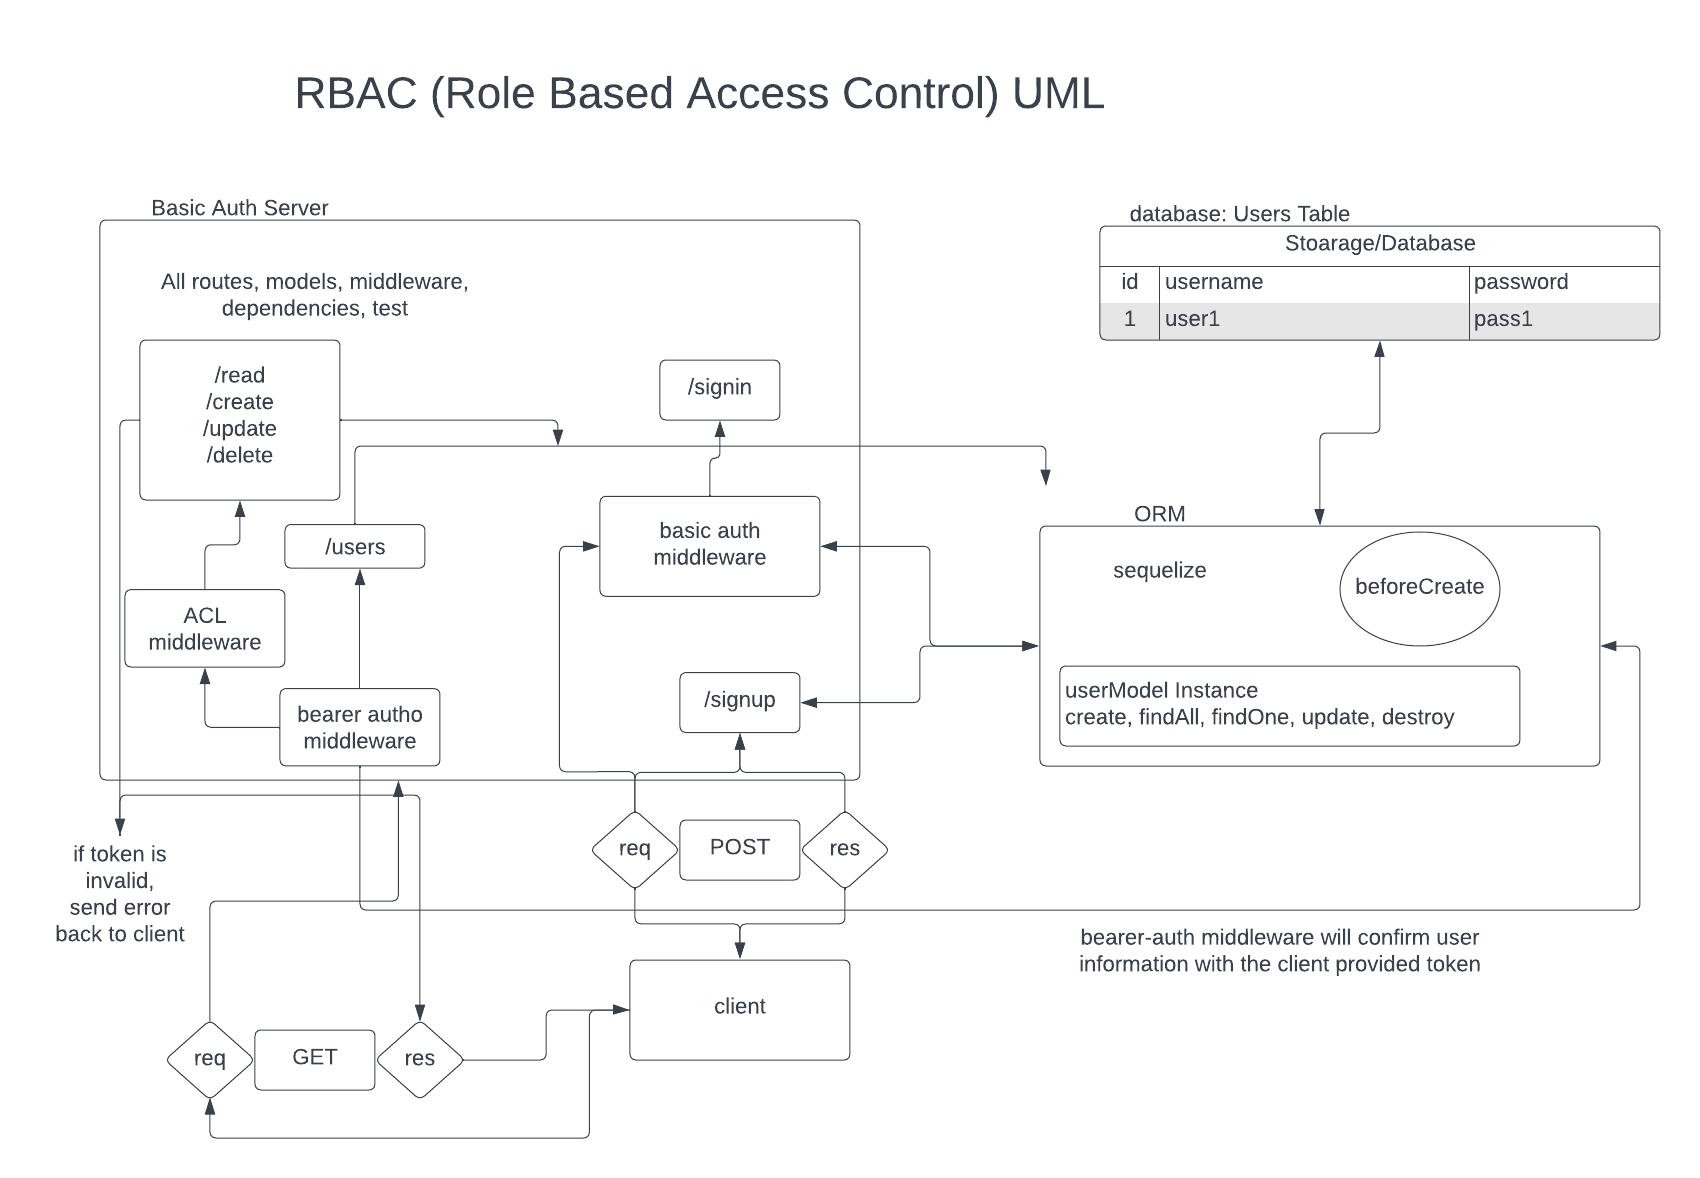 RBAC (Role Based Access Control) UML
Basic Auth Server
All routes, models, middleware,
dependencies, test
/read
/create
/update
/delete
/signin
/users
basic auth
middleware
ACL
middleware
bearer autho
middleware
/signup
database: Users Table
Stoarage/Database
id username password
1 user1 pass1
ORM
sequelize
beforeCreate
userModel Instance
create, findAll, findOne, update, destroy
if token is
invalid,
send error
back to client
req POST res
bearer-auth middleware will confirm user
information with the client provided token
client
req GET res